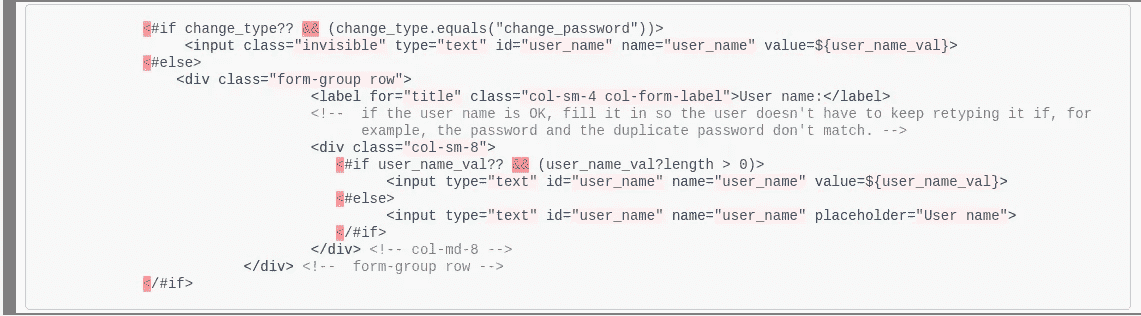 <#if change_type?? && (change_type.equals("change_password"))>
<input class="invisible" type="text" id="user_name" name="user_name" value=${user_name_val}>
<#else>
<div class="form-group row">
<label for="title" class="col-sm-4 col-form-label">User name:</label>
<!--  if the user name is OK, fill it in so the user doesn't have to keep retyping it if, for
example, the password and the duplicate password don't match. -->
<div class="col-sm-8">
<#if user_name_val?? && (user_name_val?length > 0)>
<input type="text" id="user_name" name="user_name" value=${user_name_val}>
<#else>
<input type="text" id="user_name" name="user_name" placeholder="User name">
</#if>
</div> <!-- col-md-8 -->
</div> <!--  form-group row -->
</#if>